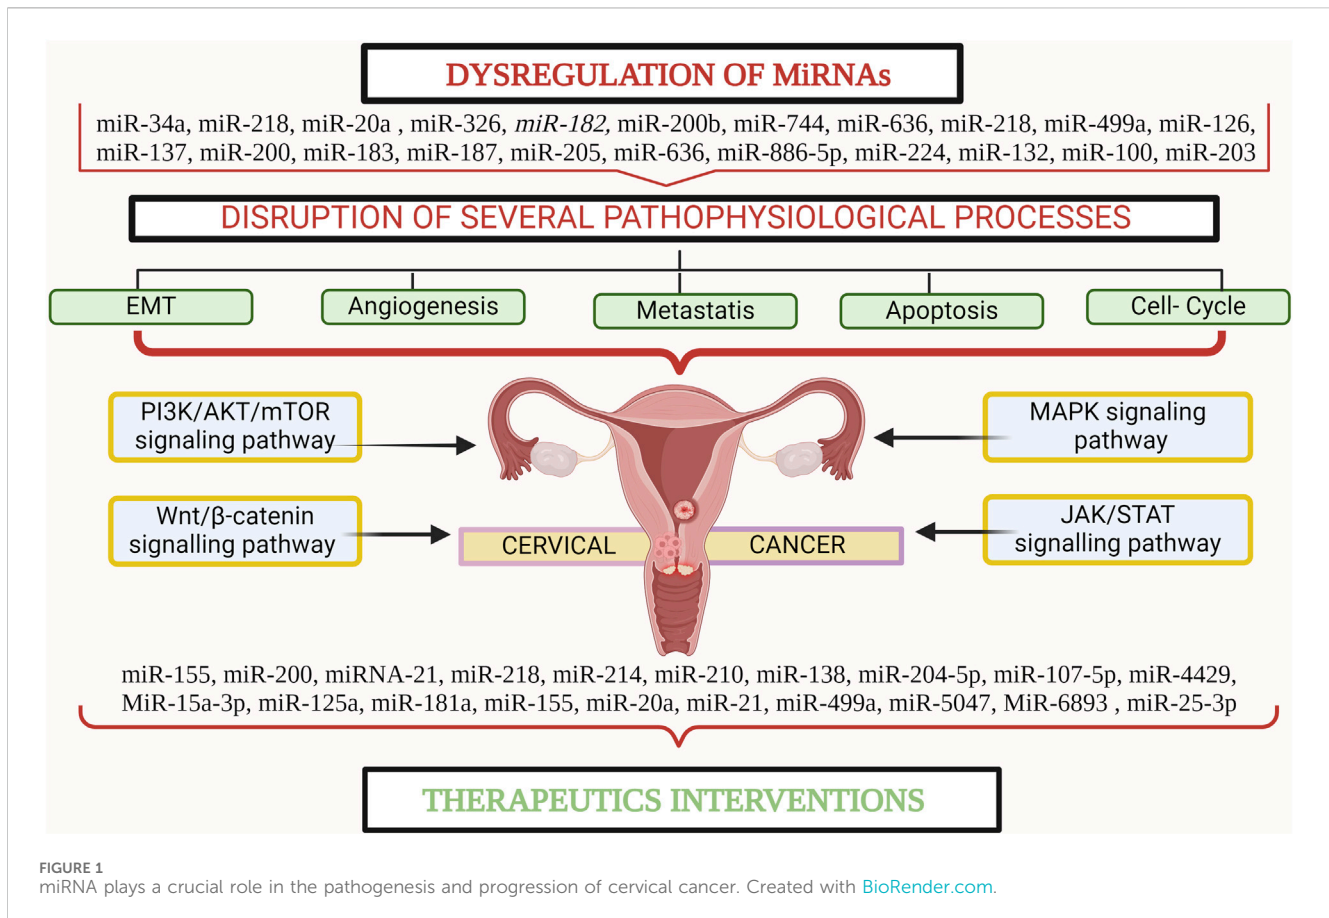 DYSREGULATION OF MiRNAs
miR-34a, miR-218, miR-20a , miR-326, miR-182, miR-200b, miR-744, miR-636, miR-218, miR-499a, miR-126,
miR-137, miR-200, miR-183, miR-187, miR-205, miR-636, miR-886-5p, miR-224, miR-132, miR-100, miR-203
DISRUPTION OF SEVERAL PATHOPHYSIOLOGICAL PROCESSES
EMT
Angiogenesis
Metastatis
Apoptosis
Cell- Cycle
PI3K/AKT/mTOR
signaling pathway
MAPK signaling
pathway
Wnt/β-catenin
signalling pathway
JAK/STAT
signalling pathway
CERVICAL
CANCER
miR-155, miR-200, miRNA-21, miR-218, miR-214, miR-210, miR-138, miR-204-5p, miR-107-5p, miR-4429,
MiR-15a-3p, miR-125a, miR-181a, miR-155, miR-20a, miR-21, miR-499a, miR-5047, MiR-6893 , miR-25-3p
THERAPEUTICS INTERVENTIONS
FIGURE 1
miRNA plays a crucial role in the pathogenesis and progression of cervical cancer. Created with BioRender.com.